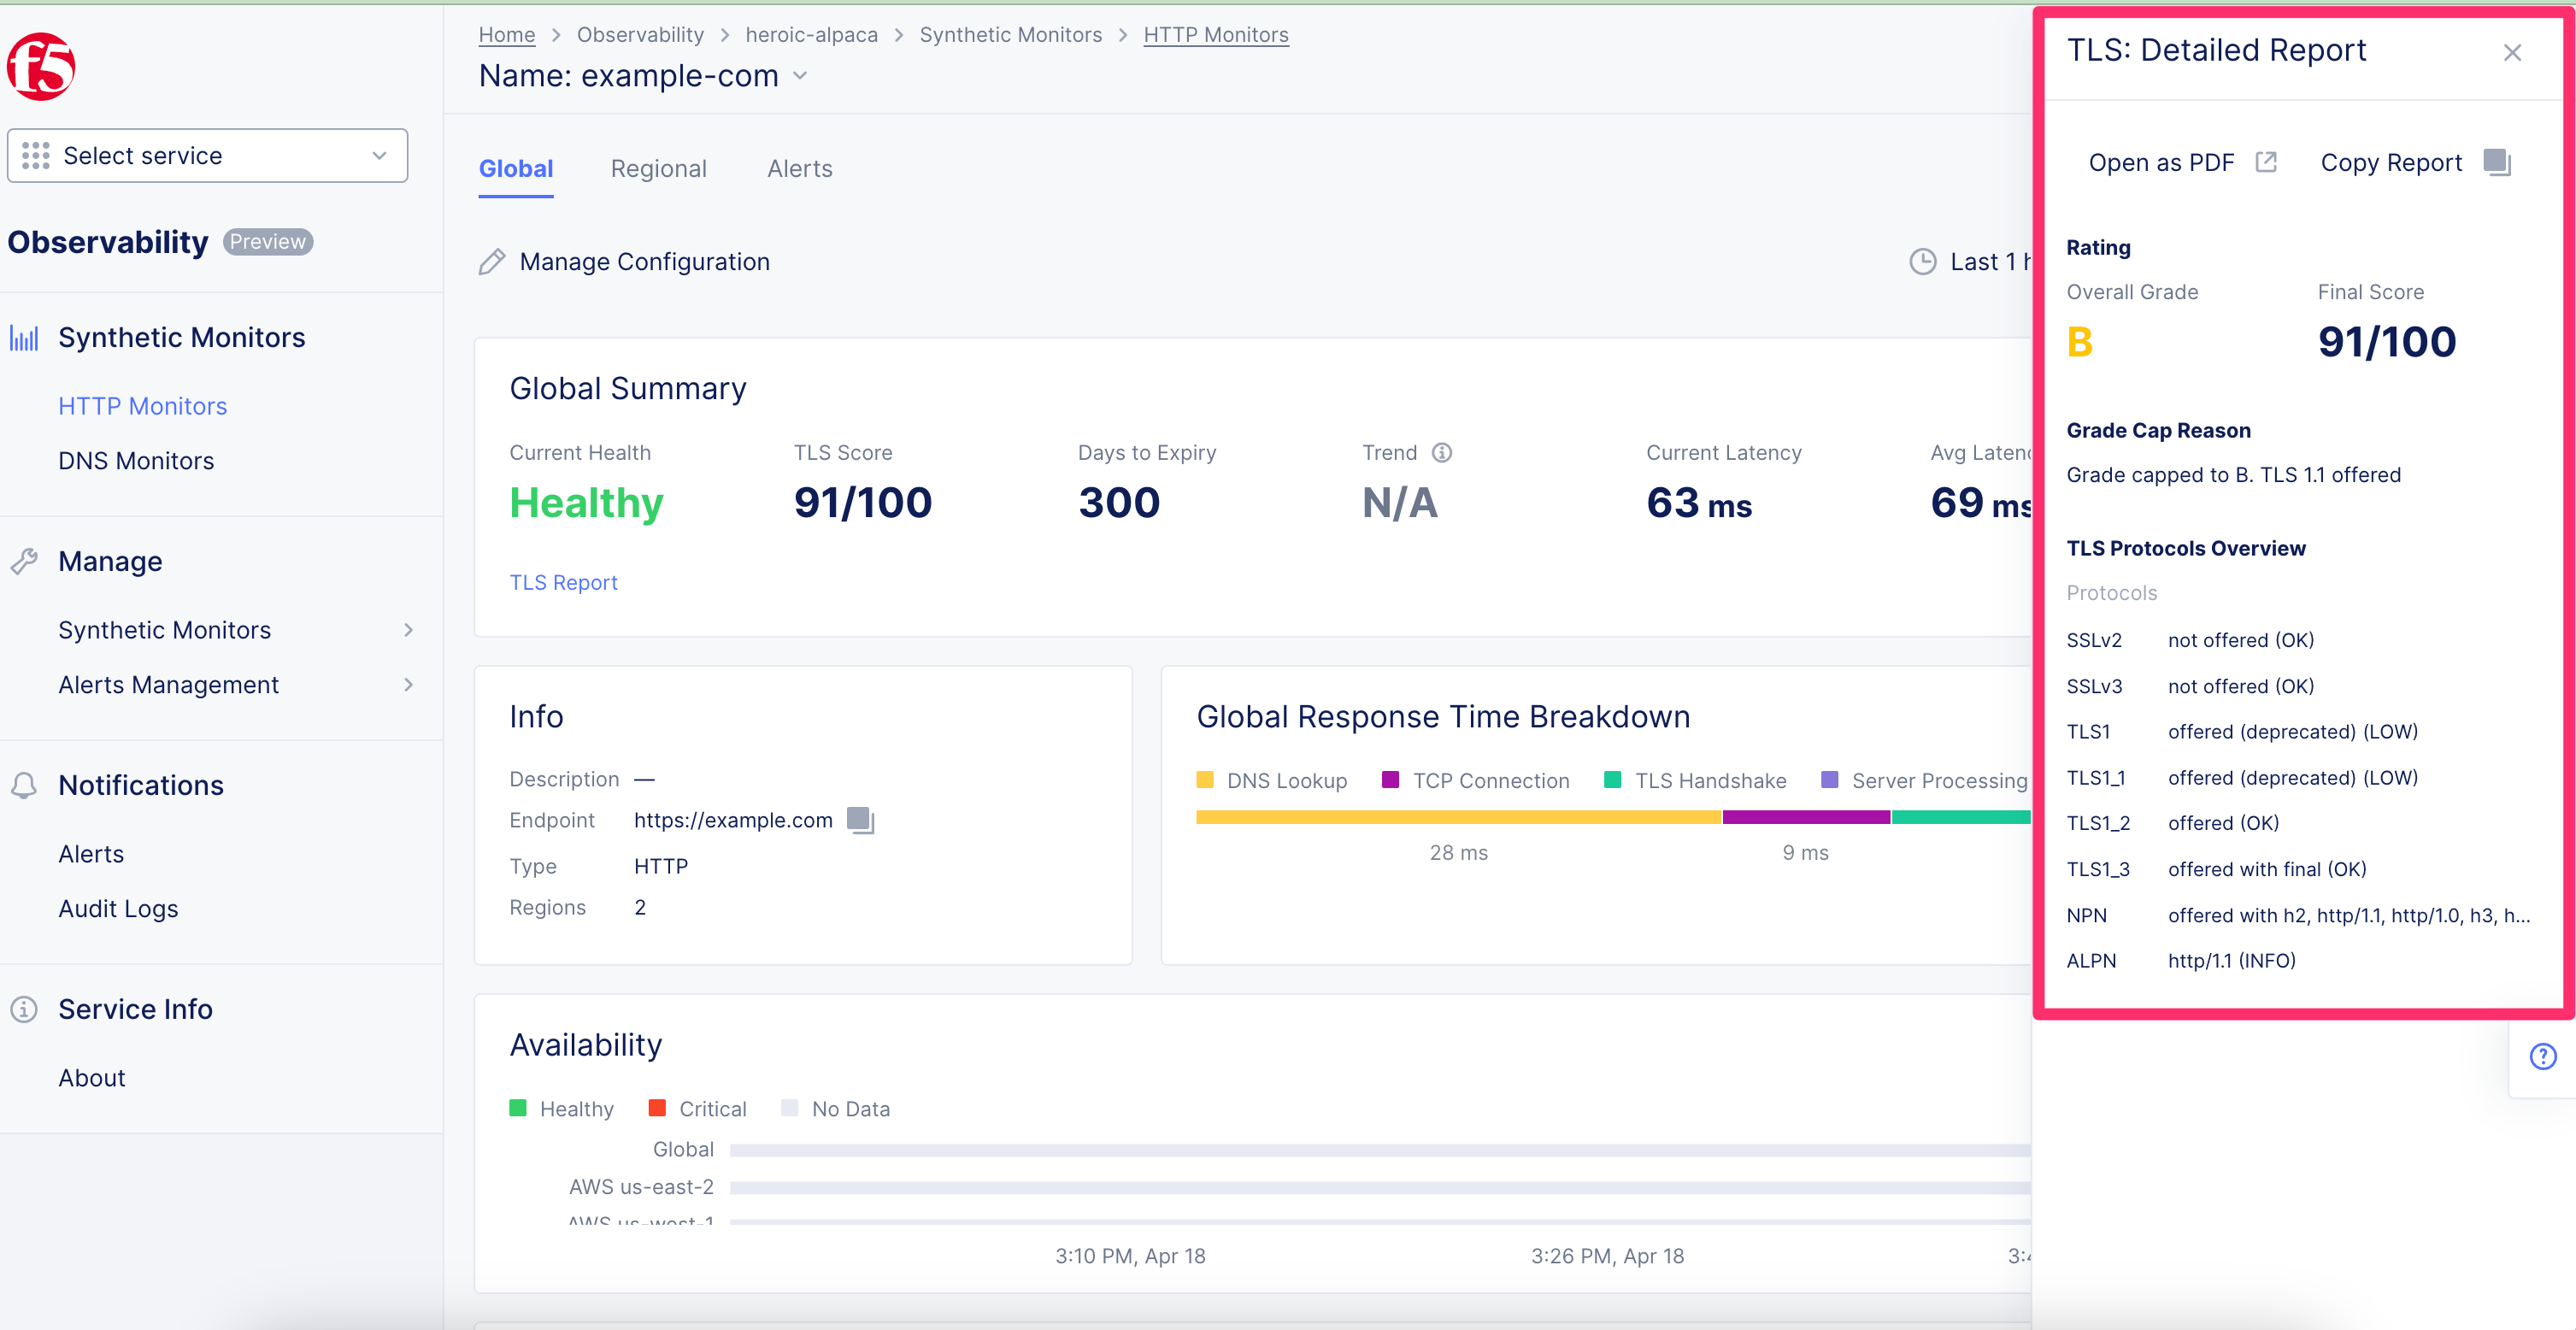 f5
Select service
Observability Preview
Synthetic Monitors
HTTP Monitors
DNS Monitors
Manage
Synthetic Monitors
Alerts Management
Notifications
Alerts
Audit Logs
Service Info
About
Home > Observability > heroic-alpaca > Synthetic Monitors > HTTP Monitors
Name: example-com
Global Regional Alerts
Manage Configuration
Last 1
Global Summary
Current Health TLS Score Days to Expiry Trend Current Latency Avg
Healthy 91/100 300 N/A 63 ms 69 ms
TLS Report
Info
Description —
Endpoint https://example.com
Type HTTP
Regions 2
Global Response Time Breakdown
DNS Lookup TCP Connection TLS Handshake Server Processing
28 ms 9 ms
Availability
Healthy Critical No Data
Global
AWS us-east-2
AWS us-west-1
3:10 PM, Apr 18 3:26 PM, Apr 18
TLS: Detailed Report
Open as PDF Copy Report
Rating
Overall Grade Final Score
B 91/100
Grade Cap Reason
Grade capped to B. TLS 1.1 offered
TLS Protocols Overview
Protocols
SSLv2 not offered (OK)
SSLv3 not offered (OK)
TLS1 offered (deprecated) (LOW)
TLS1_1 offered (deprecated) (LOW)
TLS1_2 offered (OK)
TLS1_3 offered with final (OK)
NPN offered with h2, http/1.1, http/1.0, h3, h...
ALPN http/1.1 (INFO)